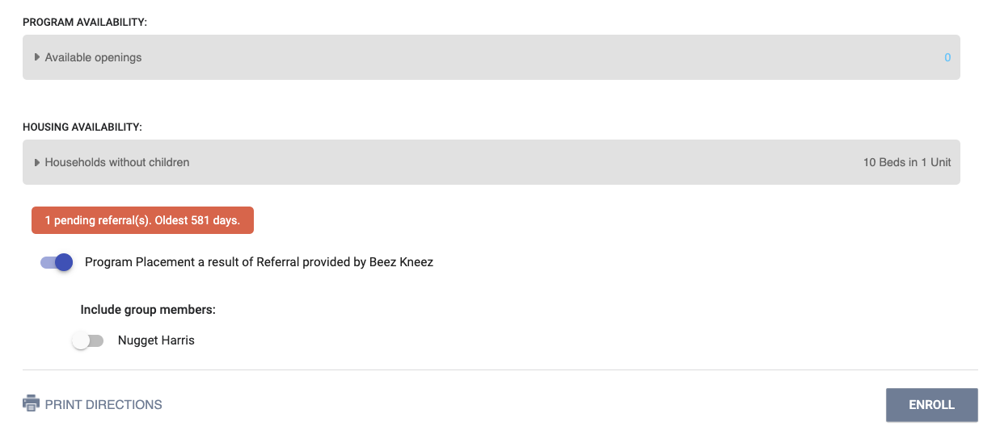 PROGRAM AVAILABILITY:
Available openings 0
HOUSING AVAILABILITY:
Households without children 10 Beds in 1 Unit
1 pending referral(s). Oldest 581 days.
Program Placement a result of Referral provided by Beez Kneez
Include group members:
Nugget Harris
PRINT DIRECTIONS ENROLL